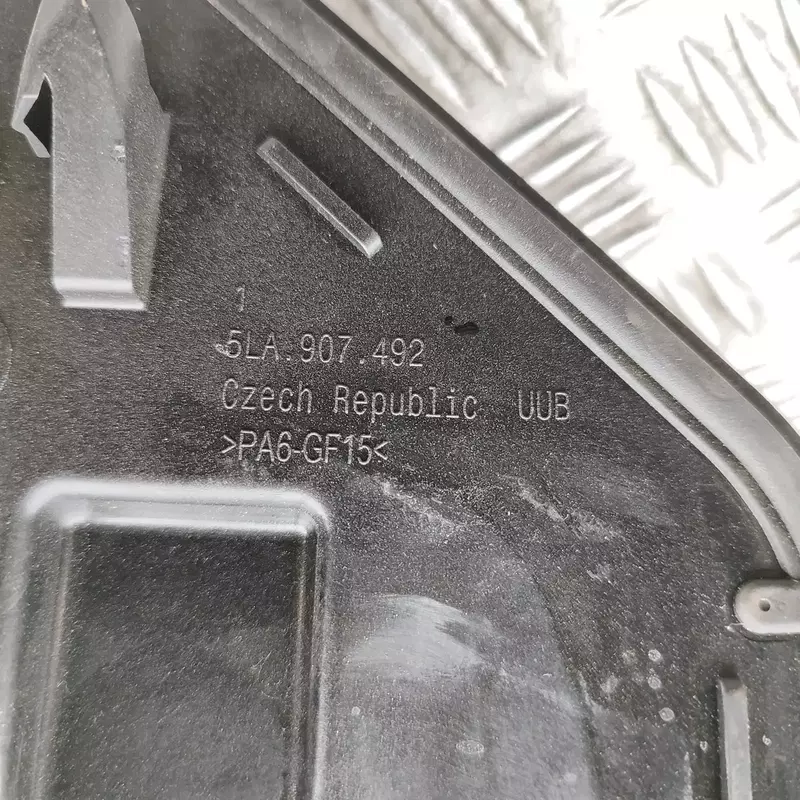 1
5LA.907.492
Czech Republic UUB
>PA6-GF15<